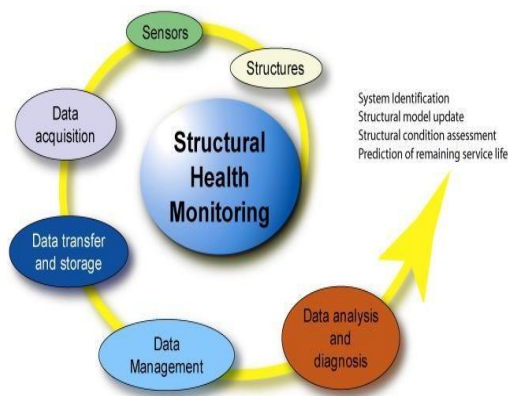 Sensors
Structures
Data
acquisition
Structural
Health
Monitoring
System Identification
Structural model update
Structural condition assessment
Prediction of remaining service life
Data transfer
and storage
Data
Management
Data analysis
and
diagnosis